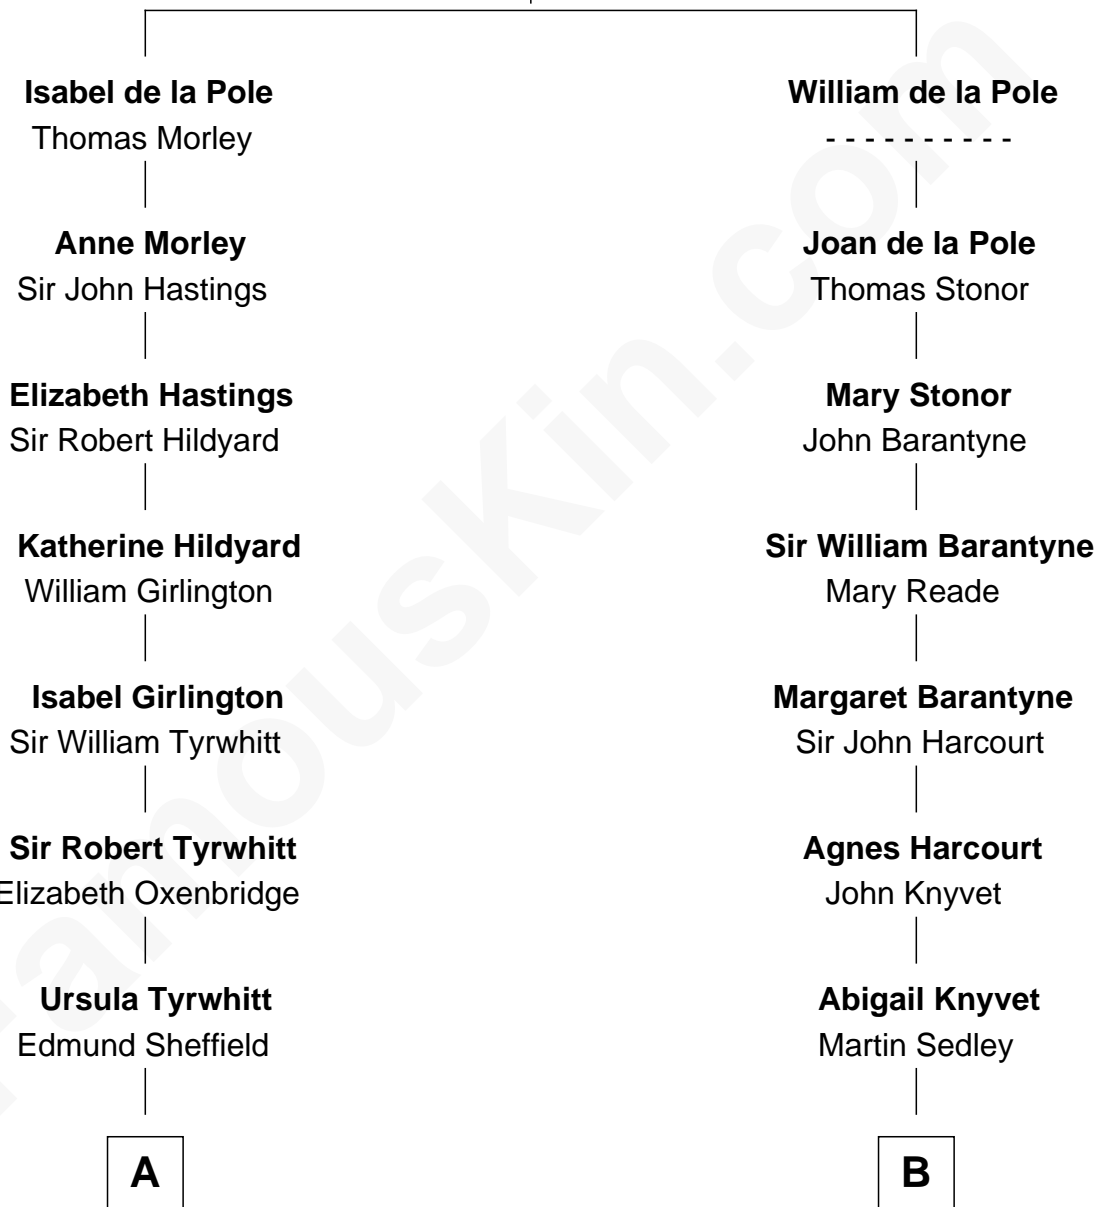 Isabel de la Pole
Thomas Morley
William de la Pole
- - - - - - - - - -
Anne Morley
Sir John Hastings
Joan de la Pole
Thomas Stonor
Elizabeth Hastings
Sir Robert Hildyard
Mary Stonor
John Barantyne
Katherine Hildyard
William Girlington
Sir William Barantyne
Mary Reade
Isabel Girlington
Sir William Tyrwhitt
Margaret Barantyne
Sir John Harcourt
Sir Robert Tyrwhitt
Elizabeth Oxenbridge
Agnes Harcourt
John Knyvet
Ursula Tyrwhitt
Edmund Sheffield
Abigail Knyvet
Martin Sedley
A
B
FamousKin.com